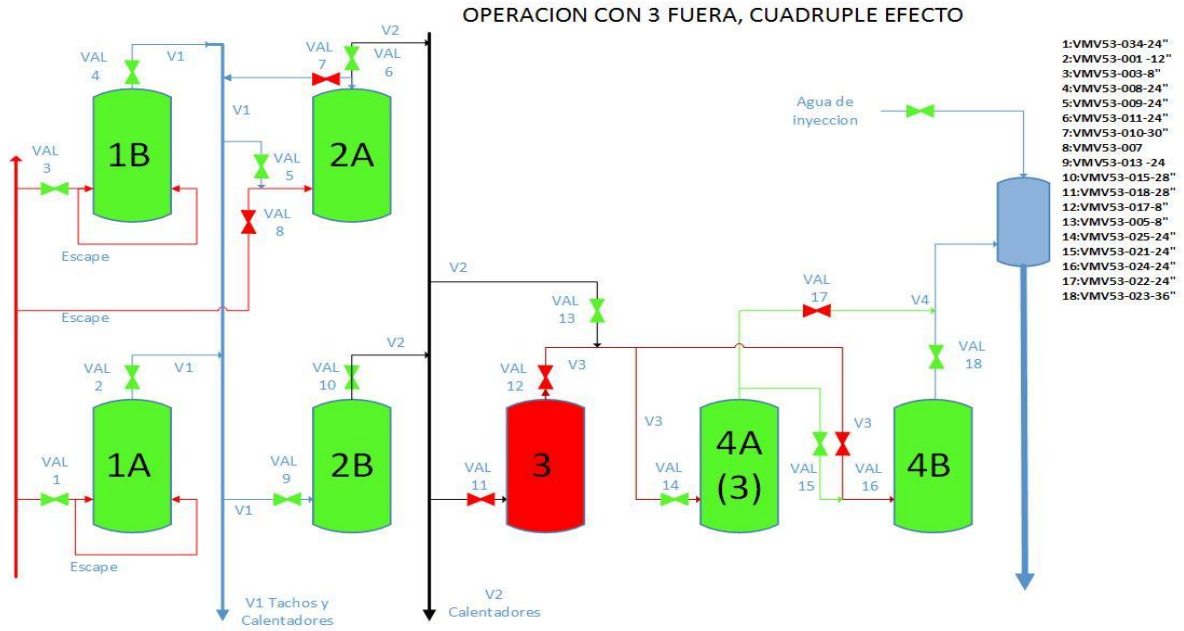 OPERACION CON 3 FUERA, CUADRUPLE EFECTO
VAL
4
V1
VAL
7
V2
VAL
6
1B
V1
2A
VAL
3
VAL
5
VAL
8
Escape
Escape
Agua de
inyeccion
V2
VAL
13
VAL
17
V4
VAL
2
V1
VAL
10
V2
VAL
12
V3
VAL
18
1A
2B
3
4A
(3)
4B
VAL
1
VAL
9
V1
VAL
11
V3
VAL
14
VAL
15
V3
VAL
16
Escape
V1 Tachos y
Calentadores
V2
Calentadores
1:VMV53-034-24"
2:VMV53-001 -12"
3:VMV53-003-8"
4:VMV53-008-24"
5:VMV53-009-24"
6:VMV53-011-24"
7:VMV53-010-30"
8:VMV53-007
9:VMV53-013 -24
10:VMV53-015-28"
11:VMV53-018-28"
12:VMV53-017-8"
13:VMV53-005-8"
14:VMV53-025-24"
15:VMV53-021-24"
16:VMV53-024-24"
17:VMV53-022-24"
18:VMV53-023-36"